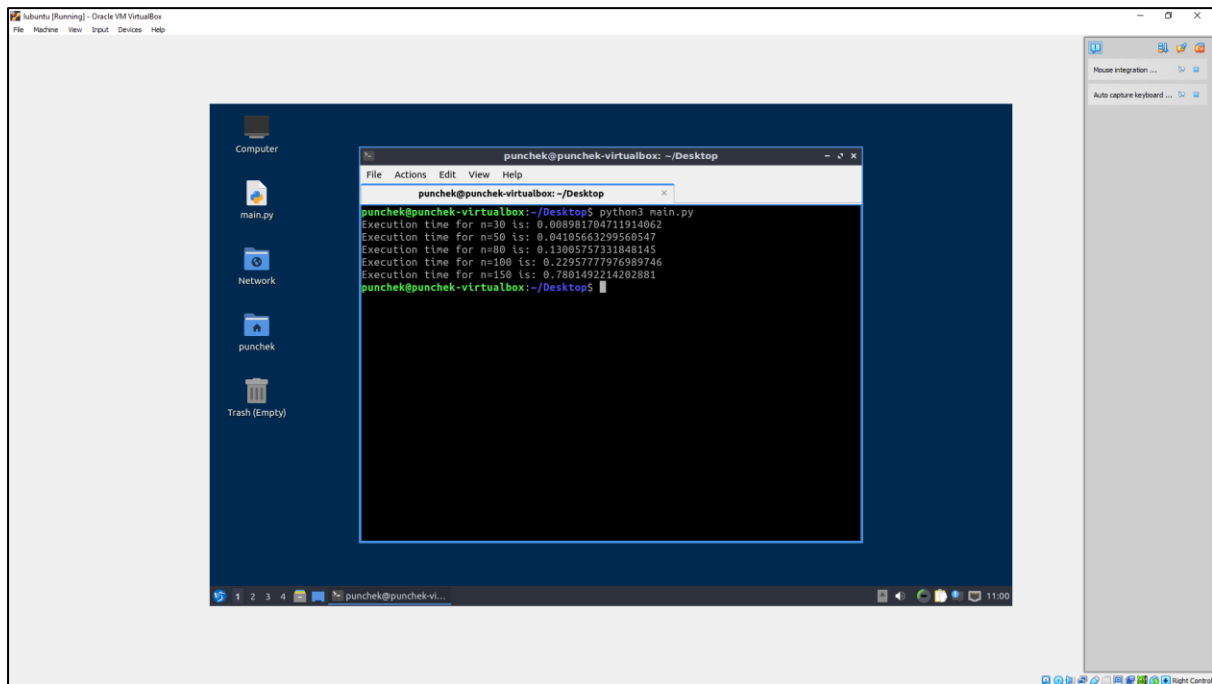 lubuntu [Running] - Oracle VM VirtualBox
File Machine View Input Devices Help
Mouse integration ...
Auto capture keyboard ...
Computer
main.py
Network
punchek
Trash (Empty)
punchek@punchek-virtualbox: ~/Desktop
File Actions Edit View Help
punchek@punchek-virtualbox: ~/Desktop
punchek@punchek-virtualbox:~/Desktop$ python3 main.py
Execution time for n=30 is: 0.008981704711914062
Execution time for n=50 is: 0.04105663299560547
Execution time for n=80 is: 0.13005757331848145
Execution time for n=100 is: 0.22957777976989746
Execution time for n=150 is: 0.7801492214202881
punchek@punchek-virtualbox:~/Desktop$
1 2 3 4 punchek@punchek-vi... 11:00
Right Control